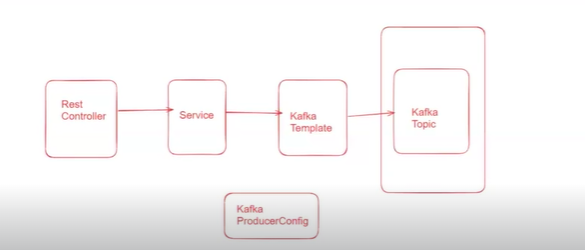 Rest
Controller
Service
Kafka
Template
Kafka
Topic
Kafka
ProducerConfig